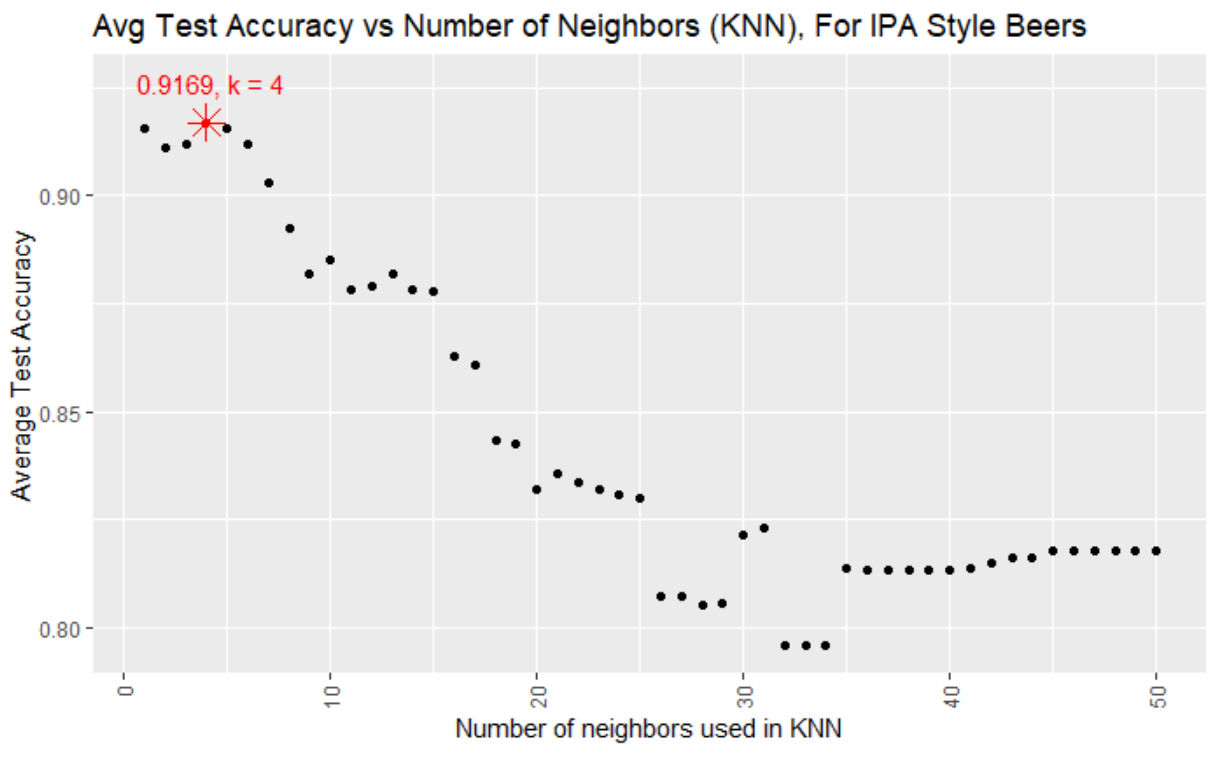 Avg Test Accuracy vs Number of Neighbors (KNN), For IPA Style Beers
0.9169, k = 4
Average Test Accuracy
0.90
0.85
0.80
0
10
20
30
40
50
Number of neighbors used in KNN